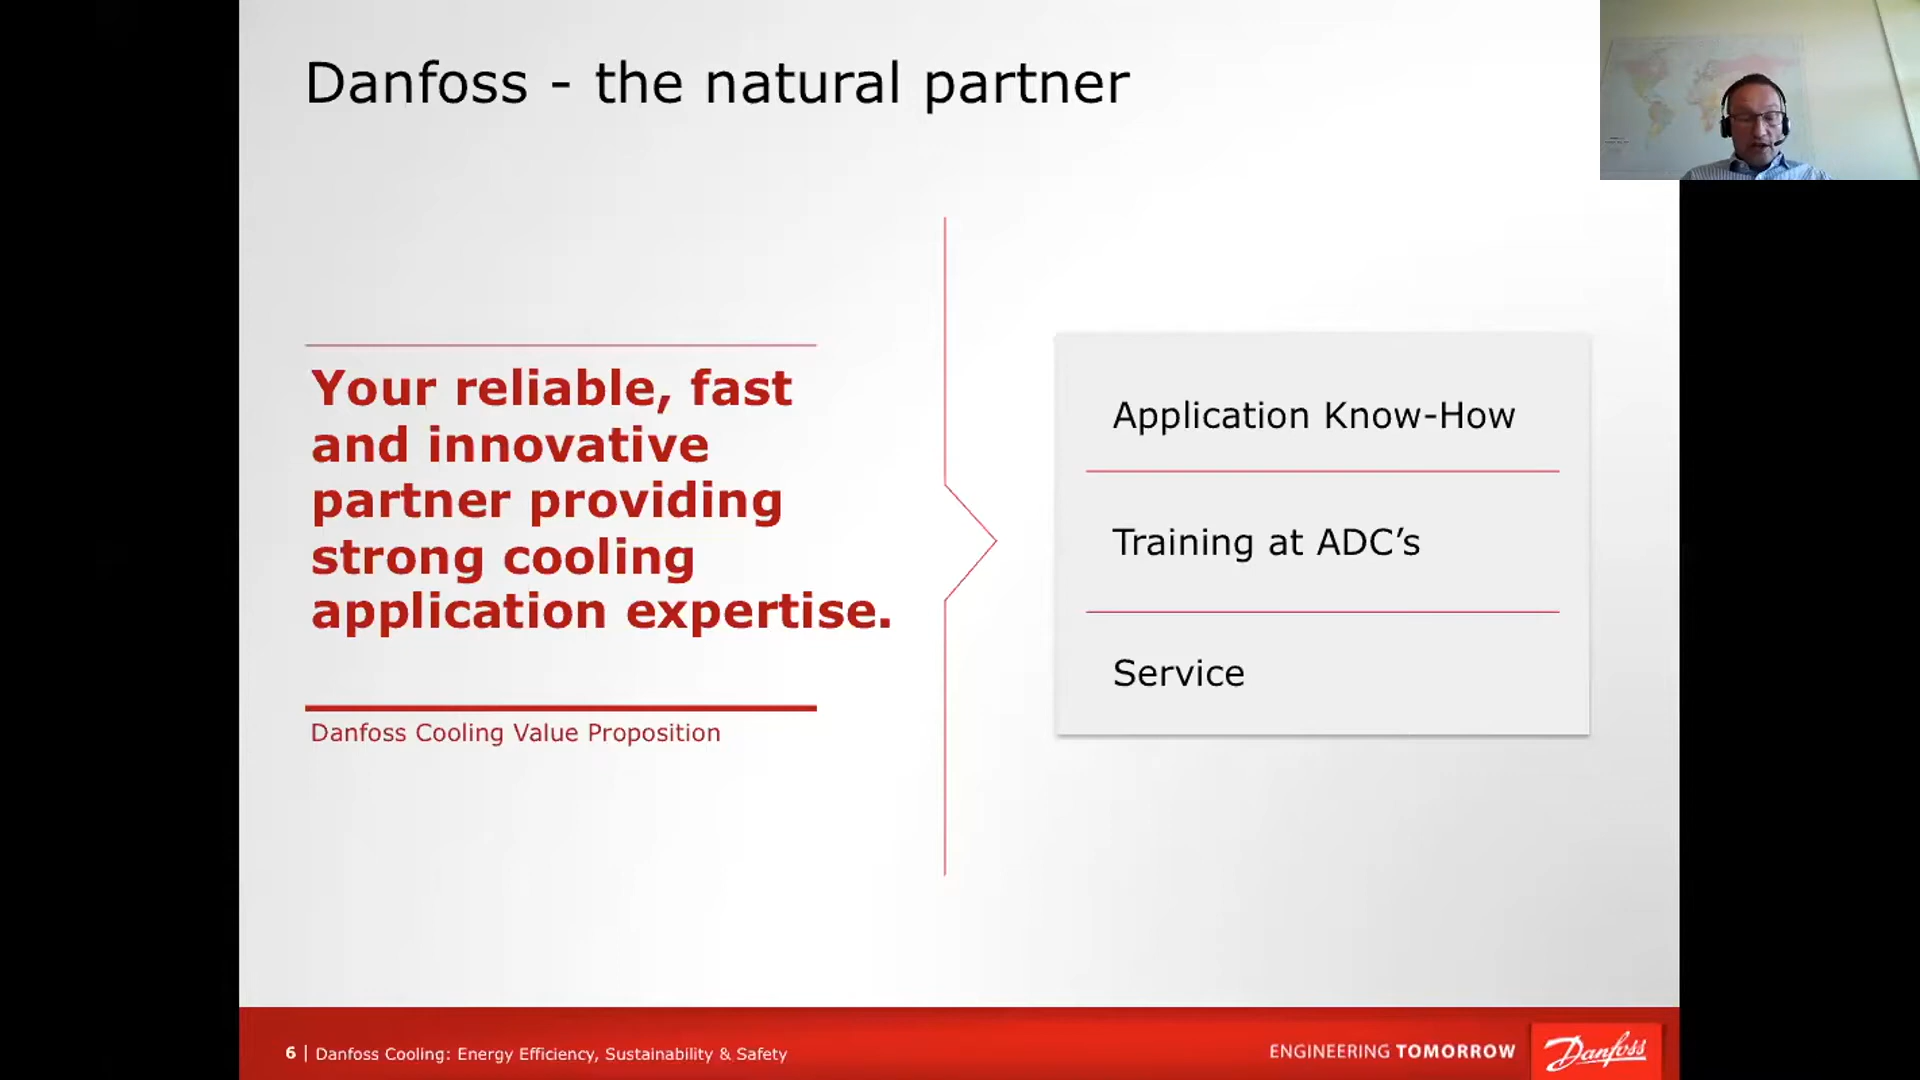 Danfoss - the natural partner
Your reliable, fast
and innovative
partner providing
strong cooling
application expertise.
Danfoss Cooling Value Proposition
Application Know-How
Training at ADC’s
Service
6 | Danfoss Cooling: Energy Efficiency, Sustainability & Safety
ENGINEERING TOMORROW
Danfoss